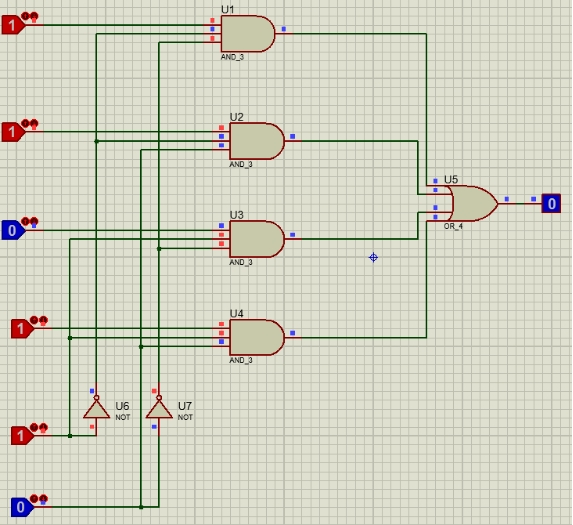 U1
1
AND_3
U2
1
AND_3
U5
0
OR_4
U3
0
AND_3
U4
1
AND_3
U6
NOT
U7
NOT
1
0